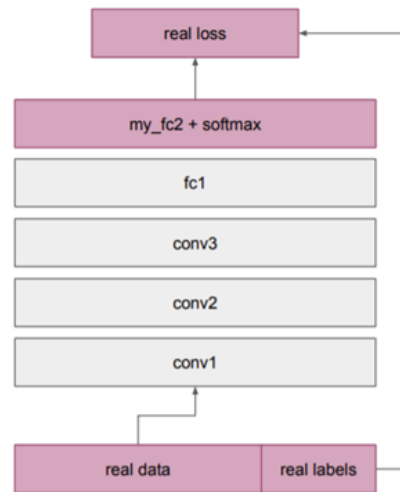 real loss
my_fc2 + softmax
fc1
conv3
conv2
conv1
real data
real labels